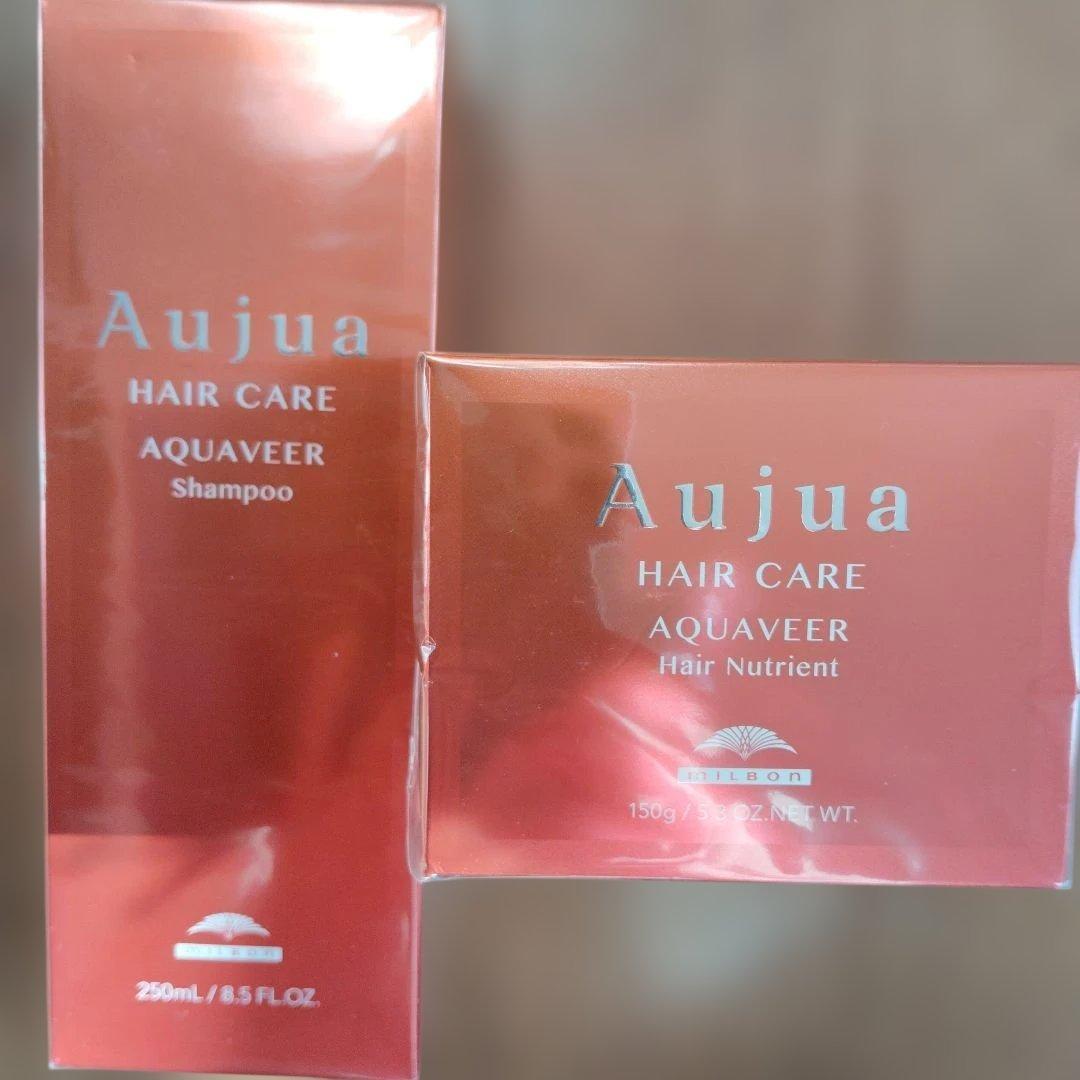 Aujua
HAIR CARE
AQUAVEER
Shampoo
milbon
250mL / 8.5 FL.OZ.
Aujua
HAIR CARE
AQUAVEER
Hair Nutrient
milbon
150g / 5.3 OZ.NET WT.